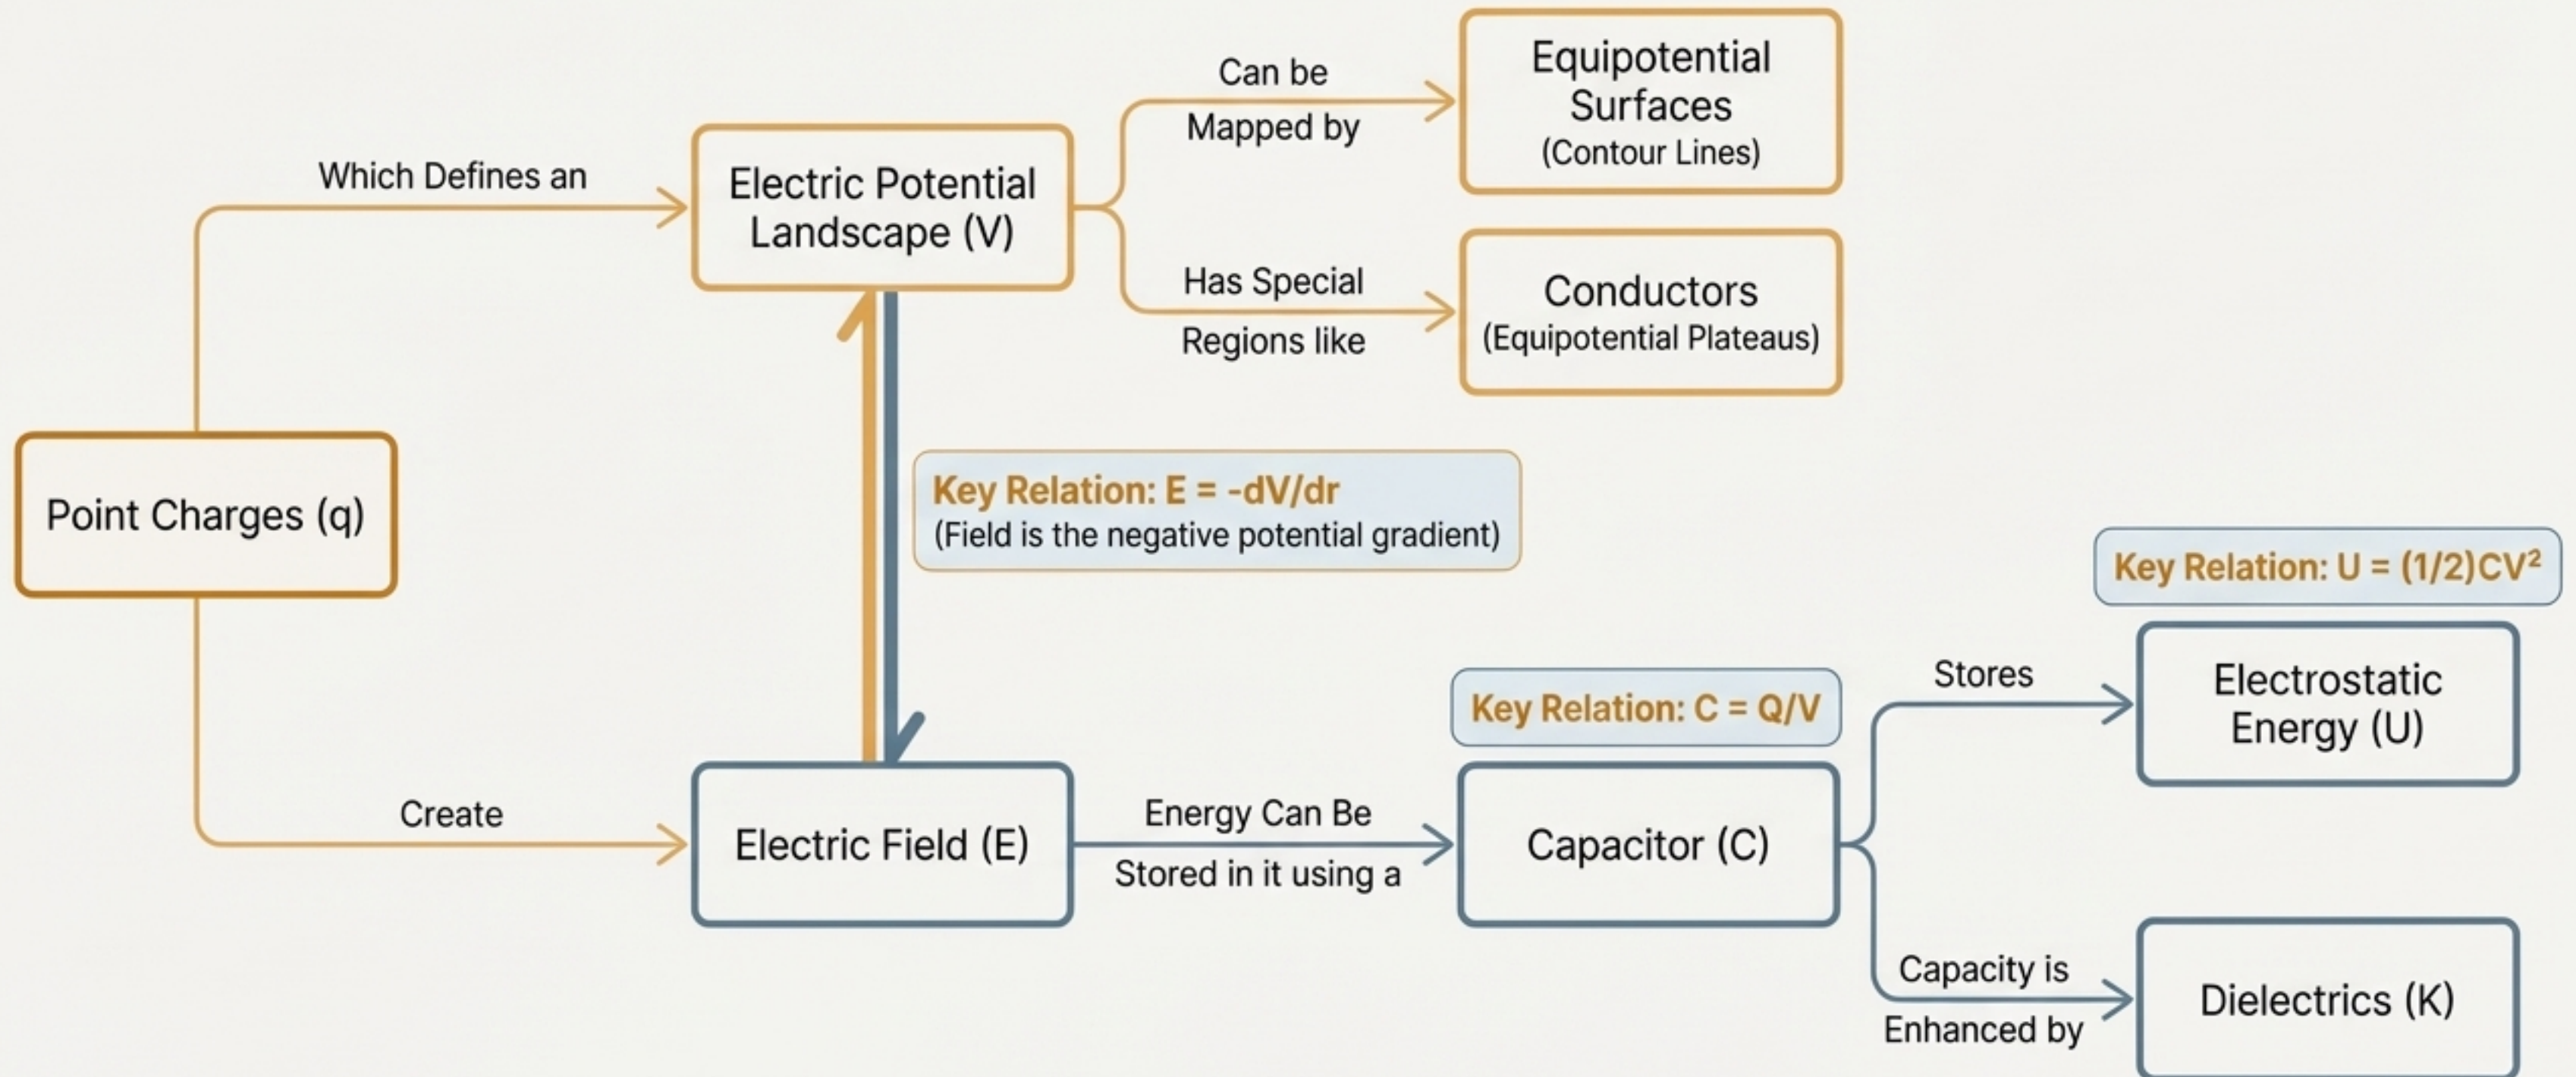 Point Charges (q)
Which Defines an
Electric Potential
Landscape (V)
Can be
Mapped by
Equipotential
Surfaces
(Contour Lines)
Has Special
Regions like
Conductors
(Equipotential Plateaus)
Key Relation: E = -dV/dr
(Field is the negative potential gradient)
Create
Electric Field (E)
Energy Can Be
Stored in it using a
Key Relation: C = Q/V
Capacitor (C)
Stores
Key Relation: U = (1/2)CV²
Electrostatic
Energy (U)
Capacity is
Enhanced by
Dielectrics (K)